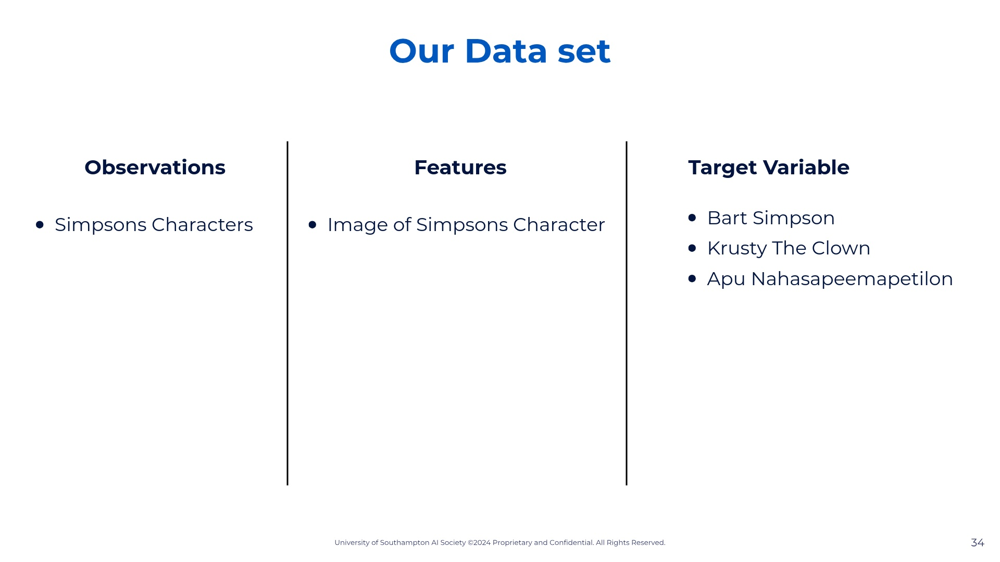 Our Data set
Observations
• Simpsons Characters
Features
• Image of Simpsons Character
Target Variable
• Bart Simpson
• Krusty The Clown
• Apu Nahasapeemapetilon
University of Southampton AI Society ©2024 Proprietary and Confidential. All Rights Reserved.
34